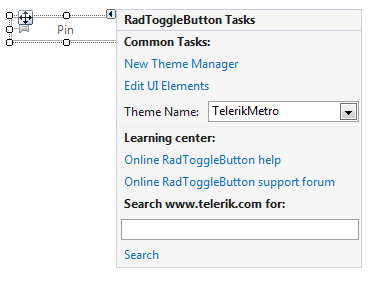 Pin
RadToggleButton Tasks
Common Tasks:
New Theme Manager
Edit UI Elements
Theme Name: TelerikMetro
Learning center:
Online RadToggleButton help
Online RadToggleButton support forum
Search www.telerik.com for:
Search